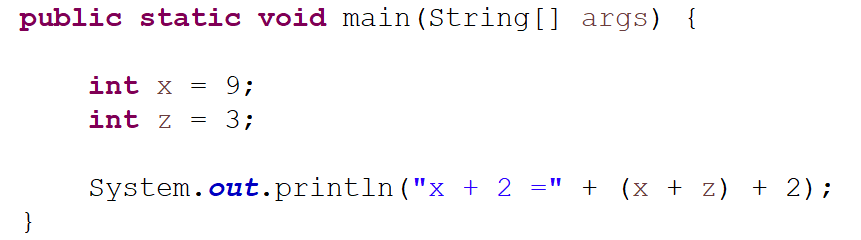 public static void main(String[] args) {
int x = 9;
int z = 3;
System.out.println("x + 2 =" + (x + z) + 2);
}